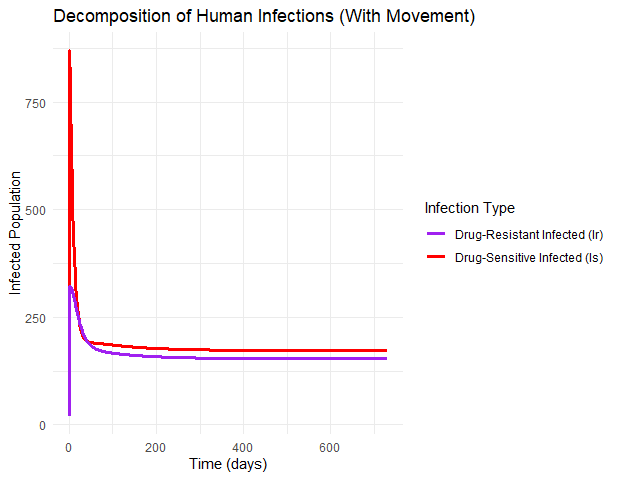 Decomposition of Human Infections (With Movement)
Infected Population
750
500
250
0
0 200 400 600
Time (days)
Infection Type
Drug-Resistant Infected (Ir)
Drug-Sensitive Infected (Is)